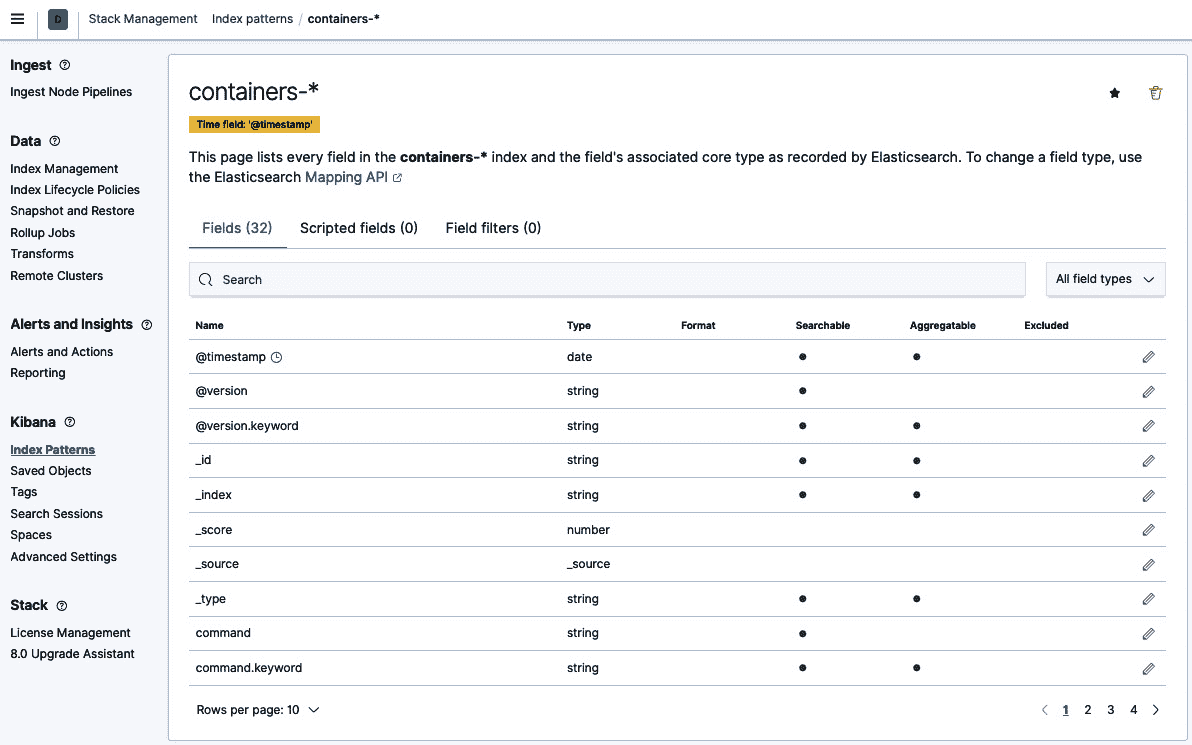 D Stack Management Index patterns / containers-*
Ingest
Ingest Node Pipelines
Data
Index Management
Index Lifecycle Policies
Snapshot and Restore
Rollup Jobs
Transforms
Remote Clusters
Alerts and Insights
Alerts and Actions
Reporting
Kibana
Index Patterns
Saved Objects
Tags
Search Sessions
Spaces
Advanced Settings
Stack
License Management
8.0 Upgrade Assistant
containers-*
Time field: '@timestamp'
This page lists every field in the containers-* index and the field's associated core type as recorded by Elasticsearch. To change a field type, use
the Elasticsearch Mapping API
Fields (32) Scripted fields (0) Field filters (0)
Search All field types
Name Type Format Searchable Aggregatable Excluded
@timestamp date
@version string
@version.keyword string
_id string
_index string
_score number
_source _source
_type string
command string
command.keyword string
Rows per page: 10 1 2 3 4